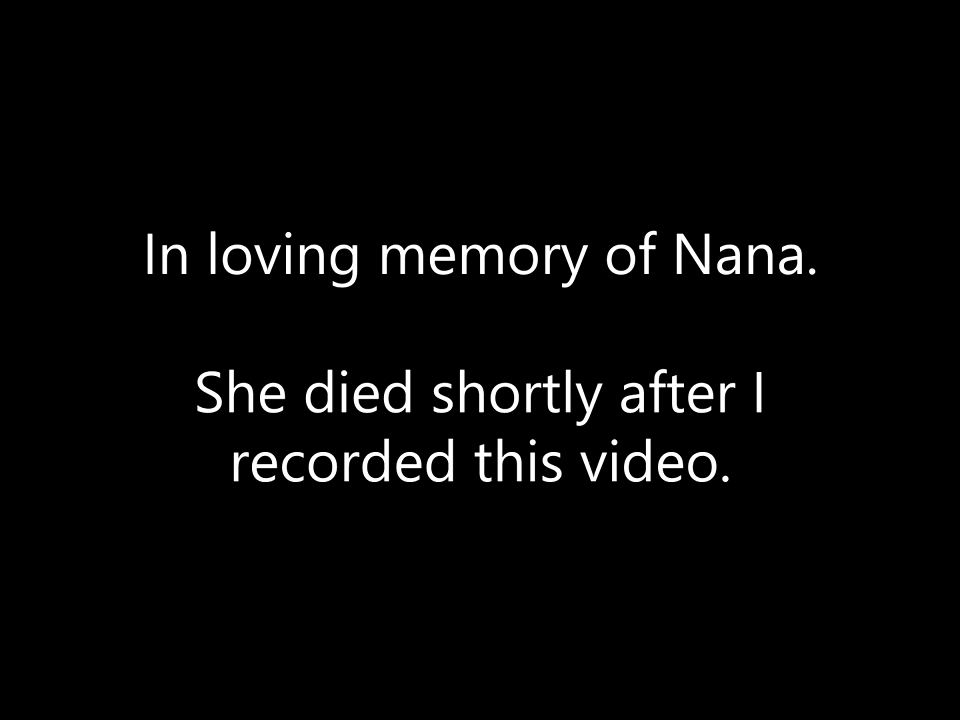 In loving memory of Nana.
She died shortly after I
recorded this video.